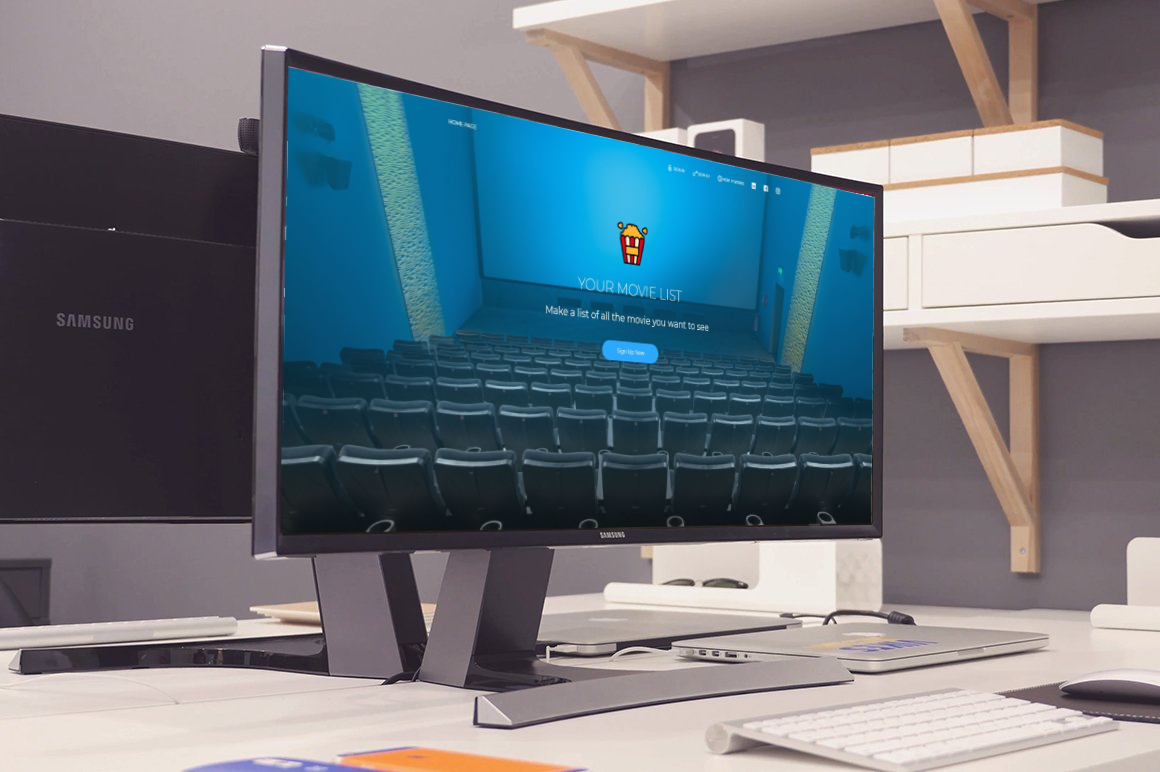 HOME PAGE
YOUR MOVIE LIST
Make a list of all the movie you want to see
Sign Up Now
SAMSUNG
SAMSUNG